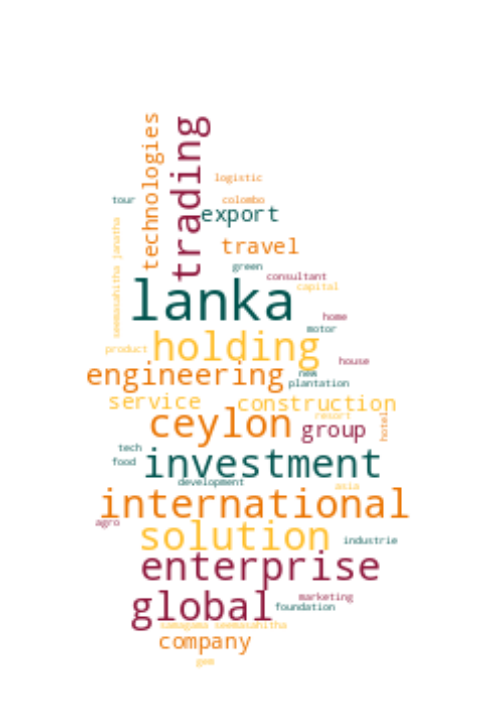 technologies
trading
logistic
tour
colombo
export
seemasahitha janatha
travel
green
consultant
capital
lanka
home
motor
product
holding
house
engineering
new
plantation
service
construction
resort
ceylon
group
hotel
tech
food
investment
development
asia
international
agro
solution
industrie
enterprise
global
marketing
foundation
samagama seemasahitha
company
gem